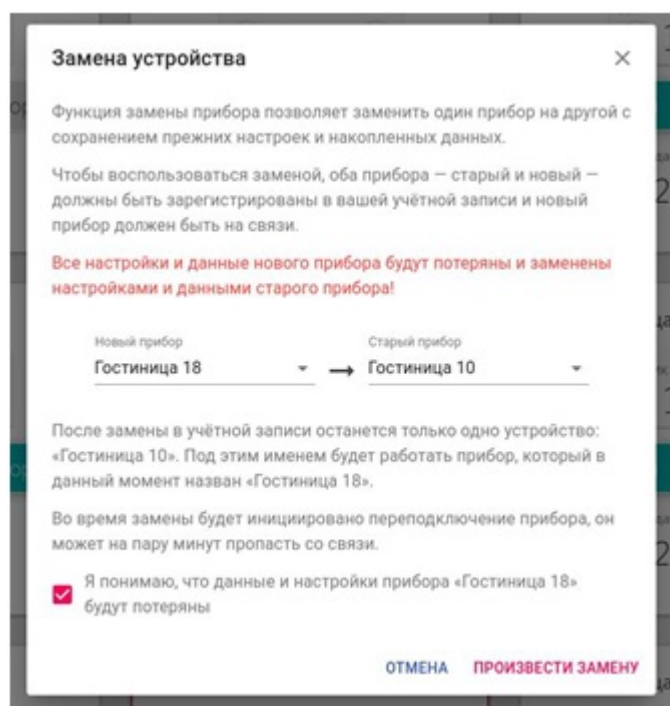 Замена устройства
Функция замены прибора позволяет заменить один прибор на другой с
сохранением прежних настроек и накопленных данных.
Чтобы воспользоваться заменой, оба прибора — старый и новый —
должны быть зарегистрированы в вашей учётной записи и новый
прибор должен быть на связи.
Все настройки и данные нового прибора будут потеряны и заменены
настройками и данными старого прибора!
Новый прибор
Старый прибор
Гостиница 18 → Гостиница 10
После замены в учётной записи останется только одно устройство:
«Гостиница 10». Под этим именем будет работать прибор, который в
данный момент назван «Гостиница 18».
Во время замены будет инициировано переподключение прибора, он
может на пару минут пропасть со связи.
Я понимаю, что данные и настройки прибора «Гостиница 18»
будут потеряны
ОТМЕНА ПРОИЗВЕСТИ ЗАМЕНУ